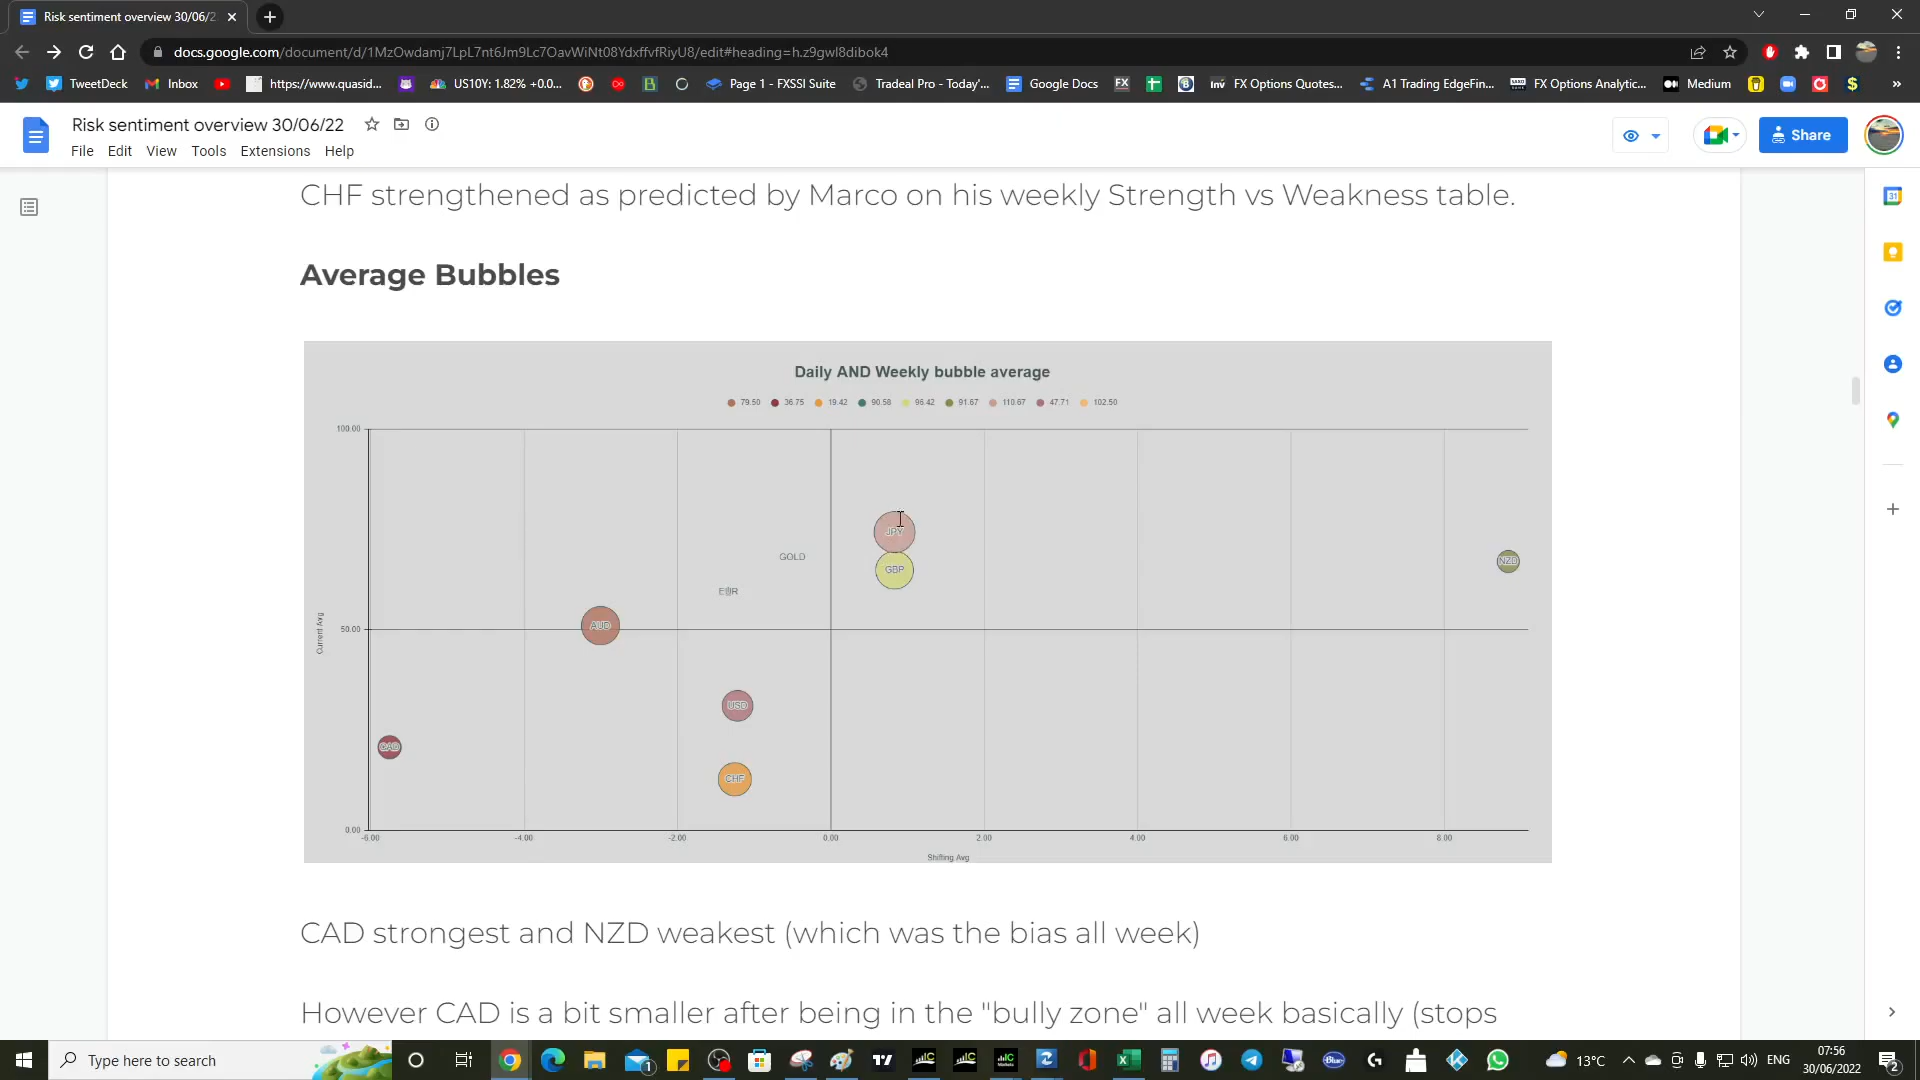 Risk sentiment overview 30/06/2
docs.google.com/document/d/1MzOwdamj7LpL7nt6Jm9Lc7OavWiNt08YdxffvfRiyU8/edit#heading=h.z9gwl8dibok4
TweetDeck Inbox https://www.quasid... US10Y: 1.82% +0.0... Page 1 - FXSSI Suite Tradeal Pro - Today'... Google Docs FX Inv FX Options Quotes... A1 Trading EdgeFin... FX Options Analytic... Medium »
Risk sentiment overview 30/06/22
Share
File Edit View Tools Extensions Help
CHF strengthened as predicted by Marco on his weekly Strength vs Weakness table.
Average Bubbles
Daily AND Weekly bubble average
79.50 36.75 19.42 90.58 96.42 91.67 110.67 47.71 102.50
100.00
JPY
GOLD
NZD
GBP
EUR
AUD
50.00
Current Avg
USD
CAD
CHF
0.00
-6.00 -4.00 -2.00 0.00 2.00 4.00 6.00 8.00
Shifting Avg
CAD strongest and NZD weakest (which was the bias all week)
However CAD is a bit smaller after being in the "bully zone" all week basically (stops
Type here to search
13°C
ENG
07:56
30/06/2022
2